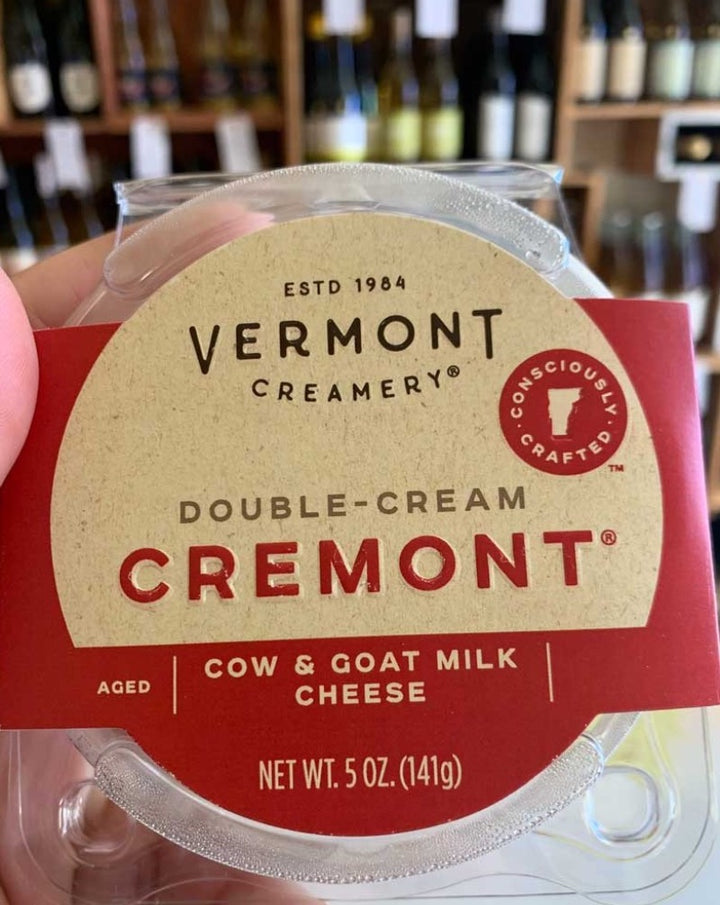 ESTD 1984
VERMONT
CREAMERY®
CONSCIOUSLY
· CRAFTED ·
TM
DOUBLE-CREAM
CREMONT®
AGED
COW & GOAT MILK
CHEESE
NET WT. 5 OZ. (141g)